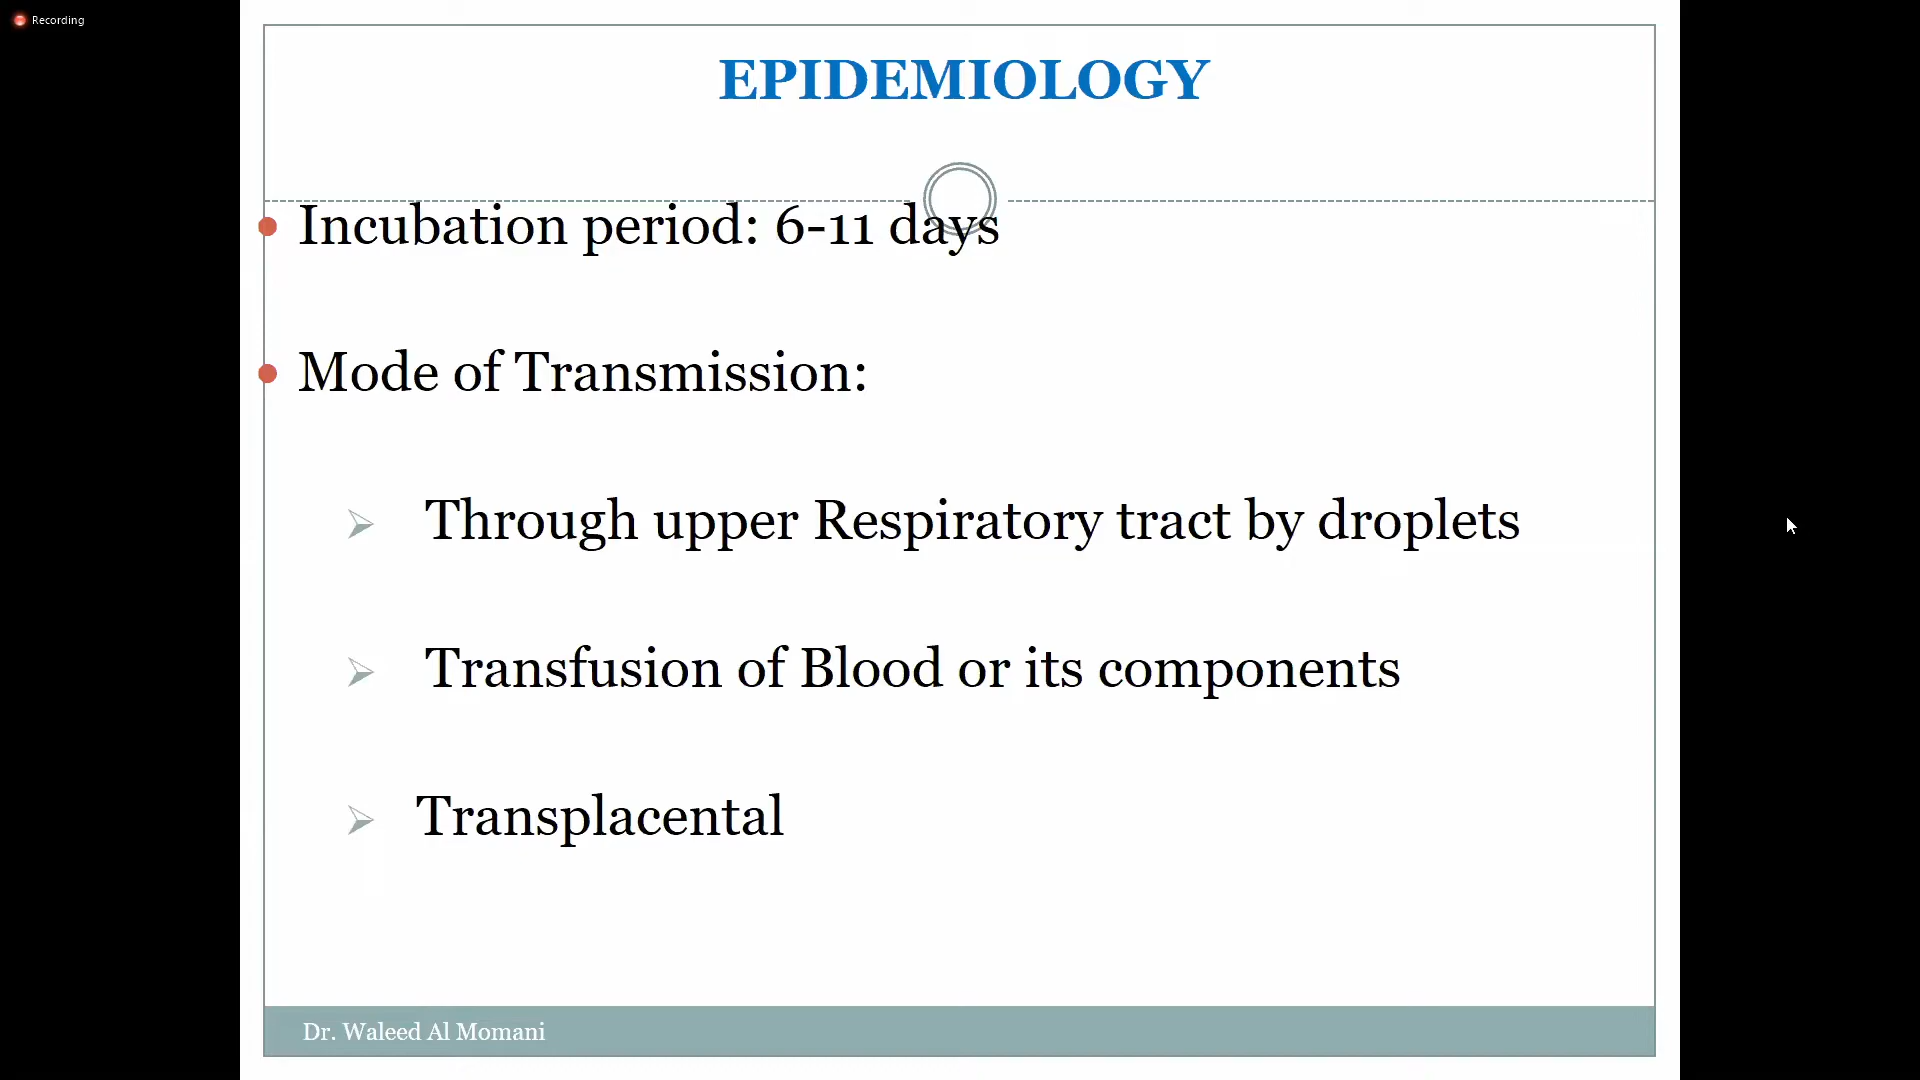 Recording
EPIDEMIOLOGY
Incubation period: 6-11 days
Mode of Transmission:
Through upper Respiratory tract by droplets
Transfusion of Blood or its components
Transplacental
Dr. Waleed Al Momani